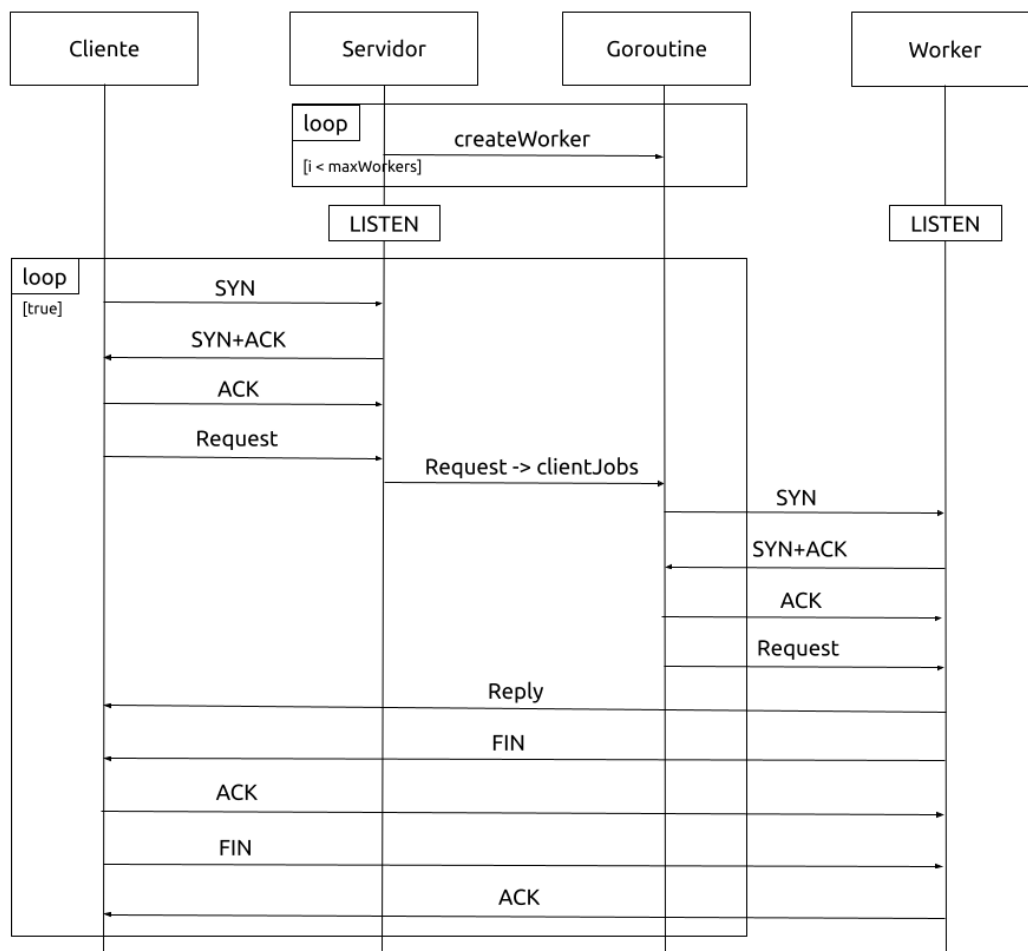 Cliente
Servidor
Goroutine
Worker
loop
createWorker
[i < maxWorkers]
LISTEN
LISTEN
loop
[true]
SYN
SYN+ACK
ACK
Request
Request -> clientJobs
SYN
SYN+ACK
ACK
Request
Reply
FIN
ACK
FIN
ACK